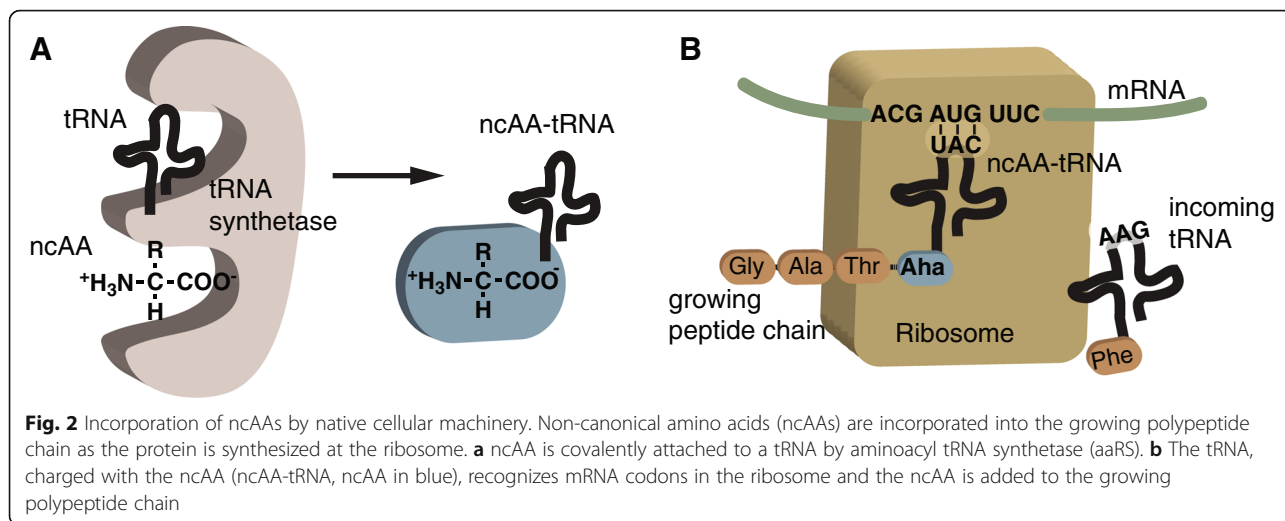 A
tRNA
tRNA
synthetase
ncAA
R
⁺H₃N-C-COO⁻
H
ncAA-tRNA
R
⁺H₃N-C-COO⁻
H
B
mRNA
ACG AUG UUC
UAC
ncAA-tRNA
incoming
tRNA
AAG
Gly Ala Thr Aha
growing
peptide chain
Ribosome
Phe
Fig. 2 Incorporation of ncAAs by native cellular machinery. Non-canonical amino acids (ncAAs) are incorporated into the growing polypeptide
chain as the protein is synthesized at the ribosome. a ncAA is covalently attached to a tRNA by aminoacyl tRNA synthetase (aaRS). b The tRNA,
charged with the ncAA (ncAA-tRNA, ncAA in blue), recognizes mRNA codons in the ribosome and the ncAA is added to the growing
polypeptide chain